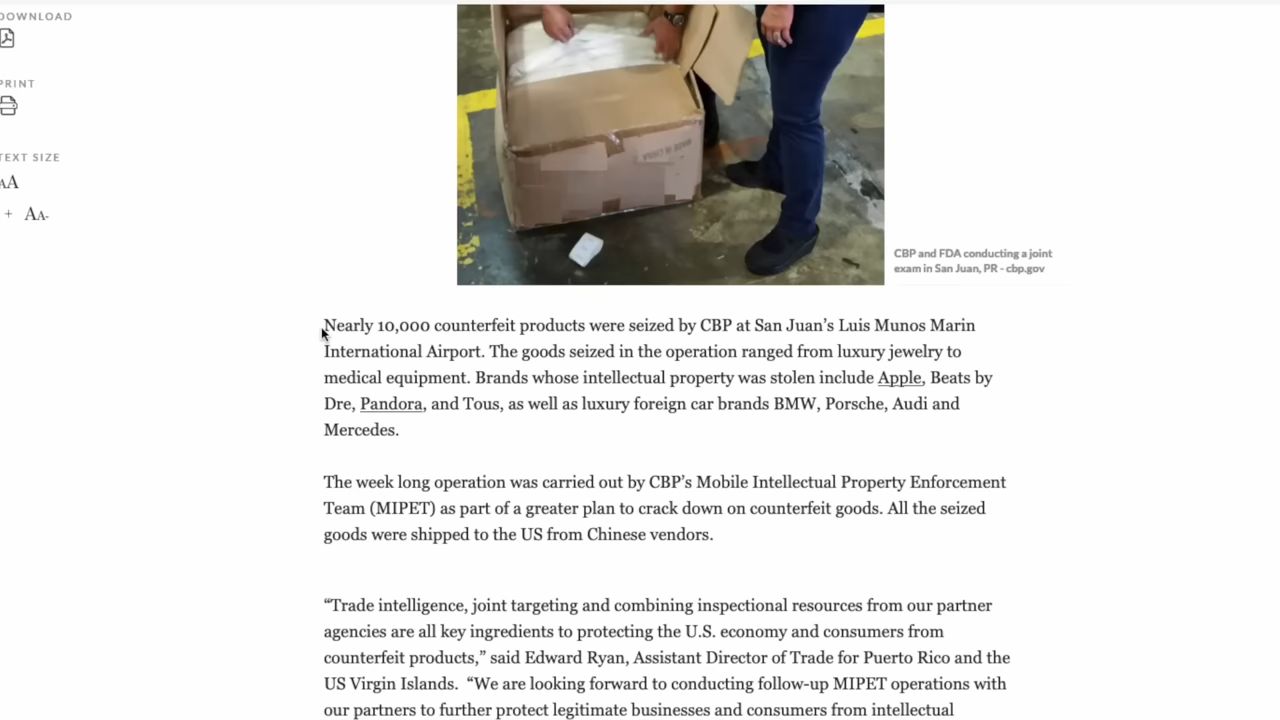 DOWNLOAD
PRINT
TEXT SIZE
AA
+ AA-
CBP and FDA conducting a joint
exam in San Juan, PR - cbp.gov
Nearly 10,000 counterfeit products were seized by CBP at San Juan’s Luis Munos Marin
International Airport. The goods seized in the operation ranged from luxury jewelry to
medical equipment. Brands whose intellectual property was stolen include Apple, Beats by
Dre, Pandora, and Tous, as well as luxury foreign car brands BMW, Porsche, Audi and
Mercedes.
The week long operation was carried out by CBP’s Mobile Intellectual Property Enforcement
Team (MIPET) as part of a greater plan to crack down on counterfeit goods. All the seized
goods were shipped to the US from Chinese vendors.
“Trade intelligence, joint targeting and combining inspectional resources from our partner
agencies are all key ingredients to protecting the U.S. economy and consumers from
counterfeit products,” said Edward Ryan, Assistant Director of Trade for Puerto Rico and the
US Virgin Islands.  “We are looking forward to conducting follow-up MIPET operations with
our partners to further protect legitimate businesses and consumers from intellectual